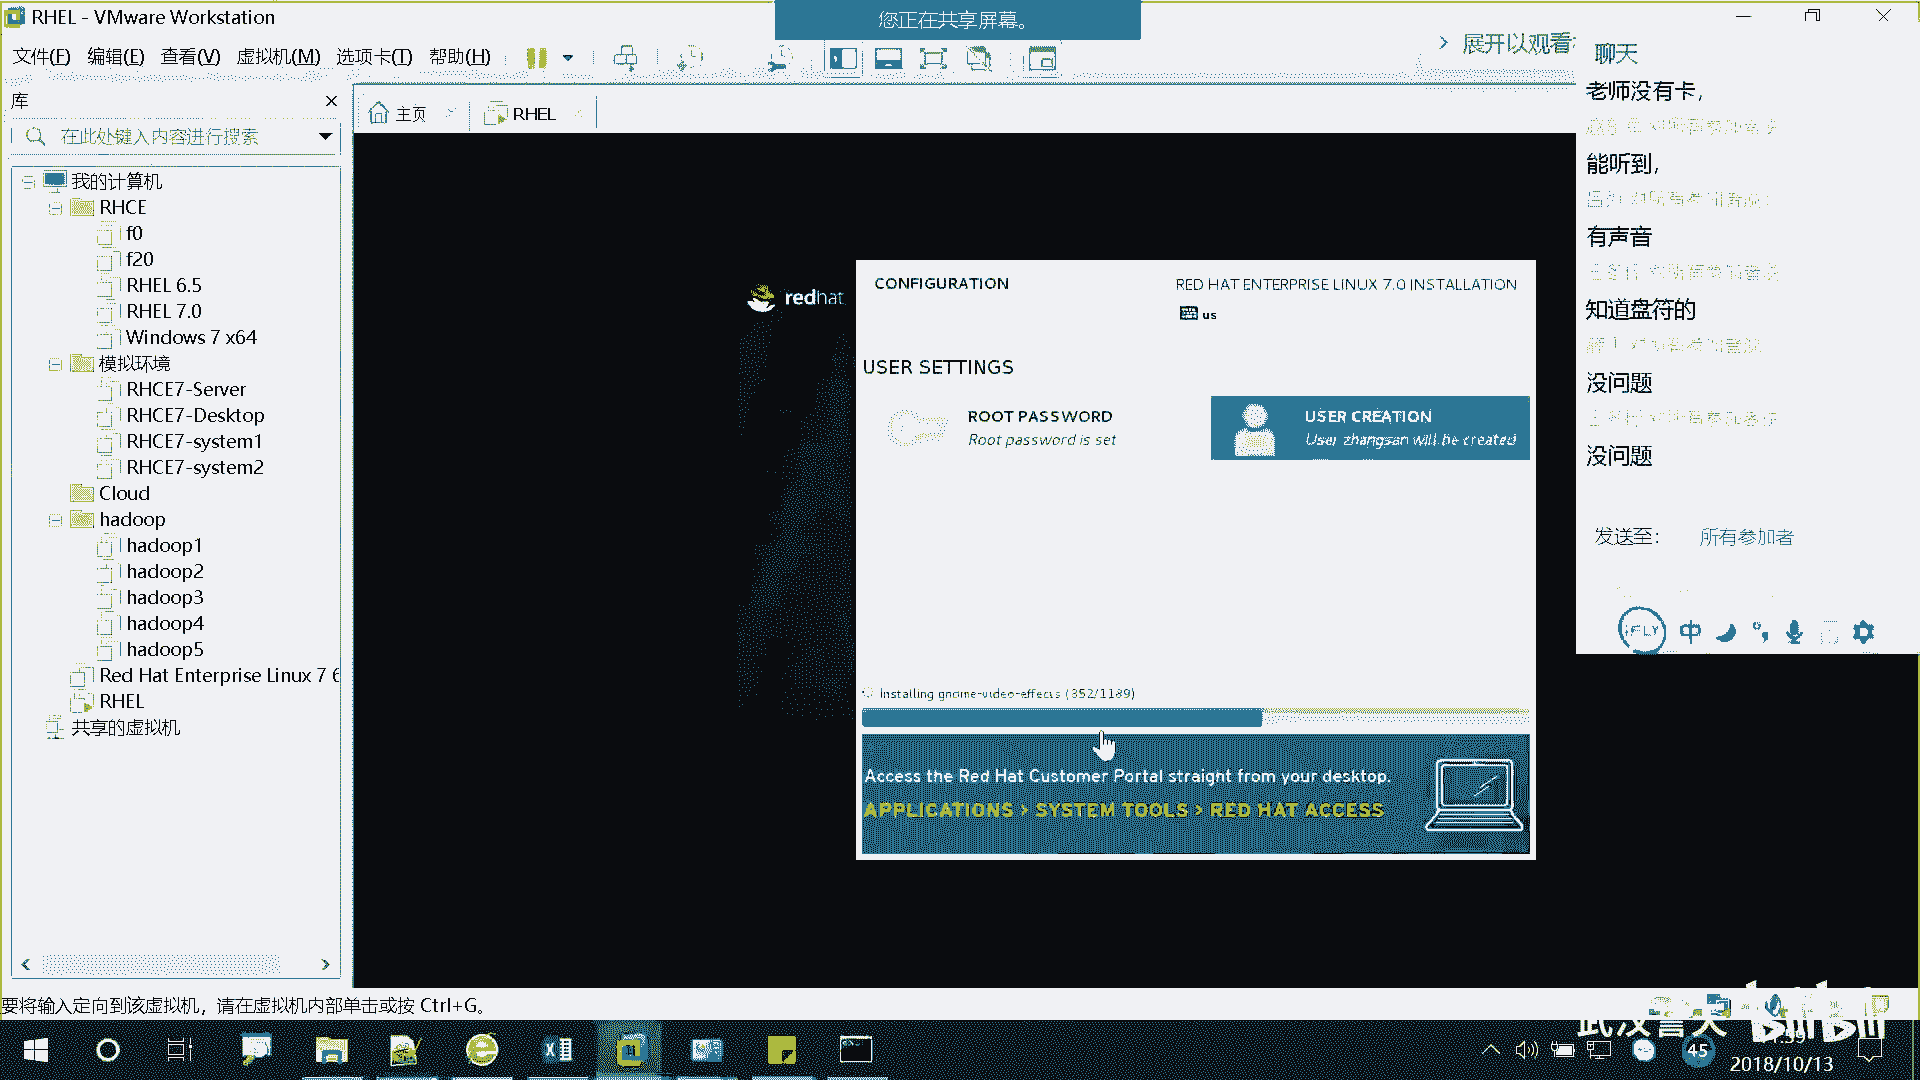 RHEL - VMware Workstation
您正在共享屏幕。
文件(F) 编辑(E) 查看(V) 虚拟机(M) 选项卡(T) 帮助(H)
展开以观看
库
在此处键入内容进行搜索
我的计算机
RHCE
f0
f20
RHEL 6.5
RHEL 7.0
Windows 7 x64
模拟环境
RHCE7-Server
RHCE7-Desktop
RHCE7-system1
RHCE7-system2
Cloud
hadoop
hadoop1
hadoop2
hadoop3
hadoop4
hadoop5
Red Hat Enterprise Linux 7 6
RHEL
共享的虚拟机
主页
RHEL
redhat
CONFIGURATION
RED HAT ENTERPRISE LINUX 7.0 INSTALLATION
us
USER SETTINGS
ROOT PASSWORD
Root password is set
USER CREATION
User zhangsan will be created
Installing gnome-video-effects (852/1189)
Access the Red Hat Customer Portal straight from your desktop.
APPLICATIONS > SYSTEM TOOLS > RED HAT ACCESS
聊天
老师没有卡,
能听到,
有声音
知道盘符的
没问题
没问题
发送至: 所有参加者
iFLY 中
要将输入定向到该虚拟机，请在虚拟机内部单击或按 Ctrl+G。
bilibili
45
2018/10/13